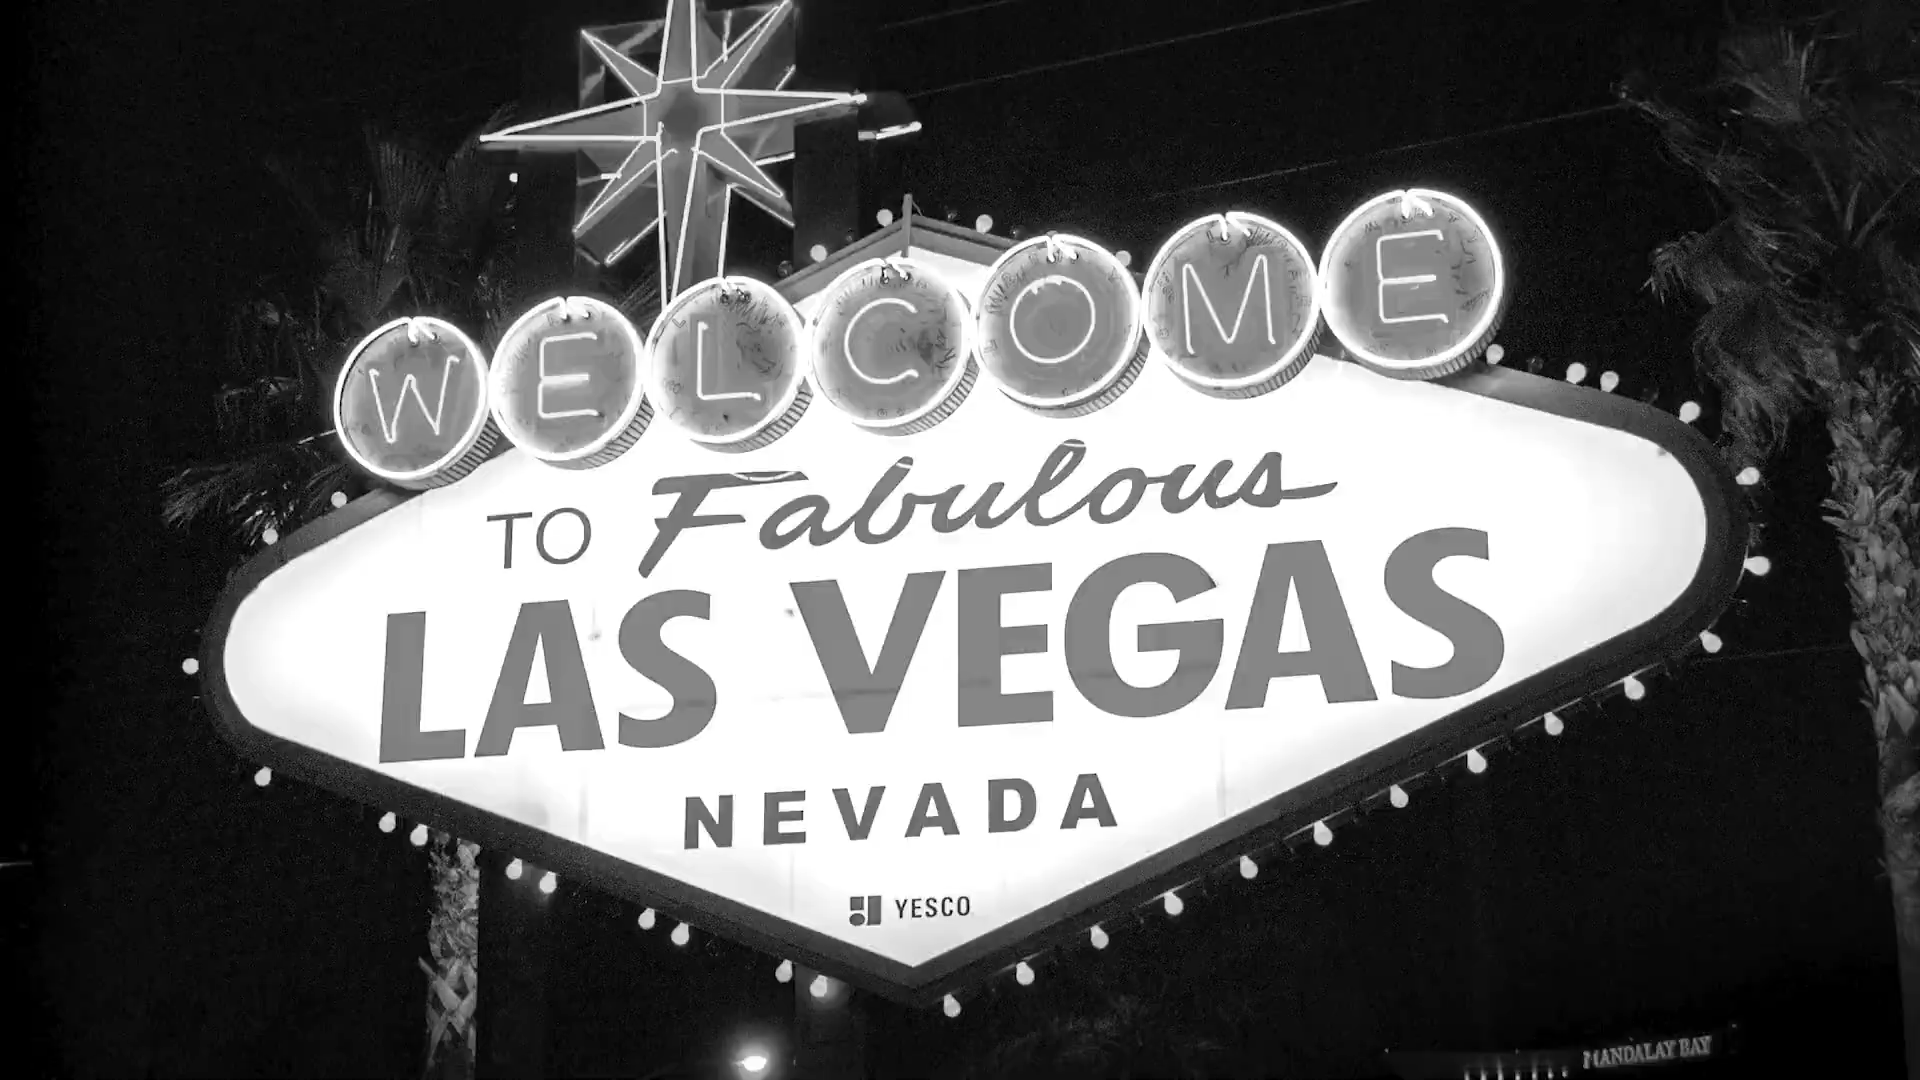 WELCOME
TO Fabulous
LAS VEGAS
NEVADA
YESCO
MANDALAY BAY